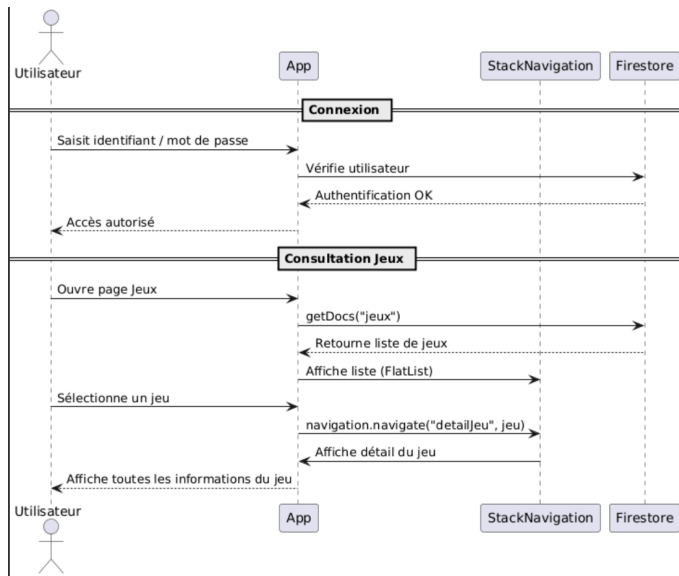 Utilisateur
App
StackNavigation
Firestore
Connexion
Saisit identifiant / mot de passe
Vérifie utilisateur
Authentification OK
Accès autorisé
Consultation Jeux
Ouvre page Jeux
getDocs("jeux")
Retourne liste de jeux
Affiche liste (FlatList)
Sélectionne un jeu
navigation.navigate("detailJeu", jeu)
Affiche détail du jeu
Affiche toutes les informations du jeu
Utilisateur
App
StackNavigation
Firestore